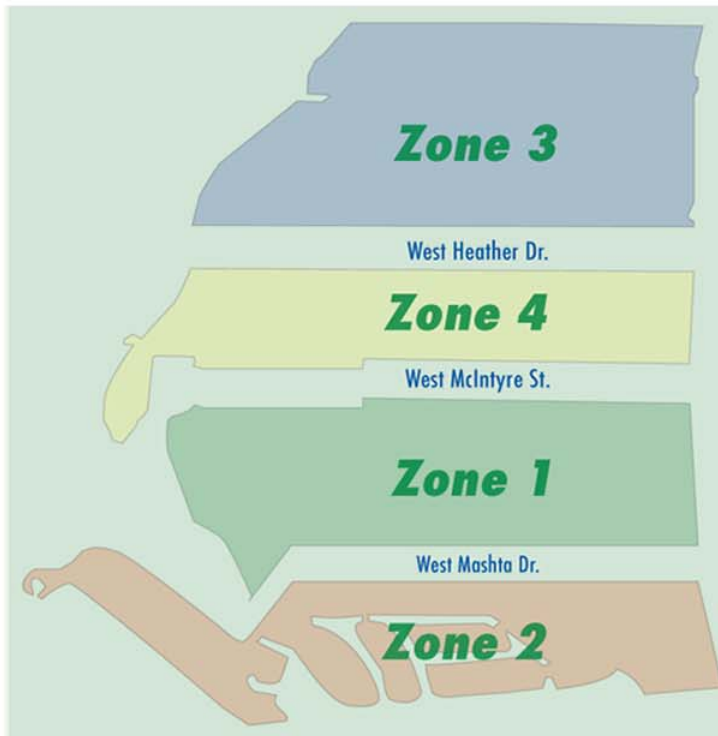 Zone 3
West Heather Dr.
Zone 4
West McIntyre St.
Zone 1
West Mashta Dr.
Zone 2